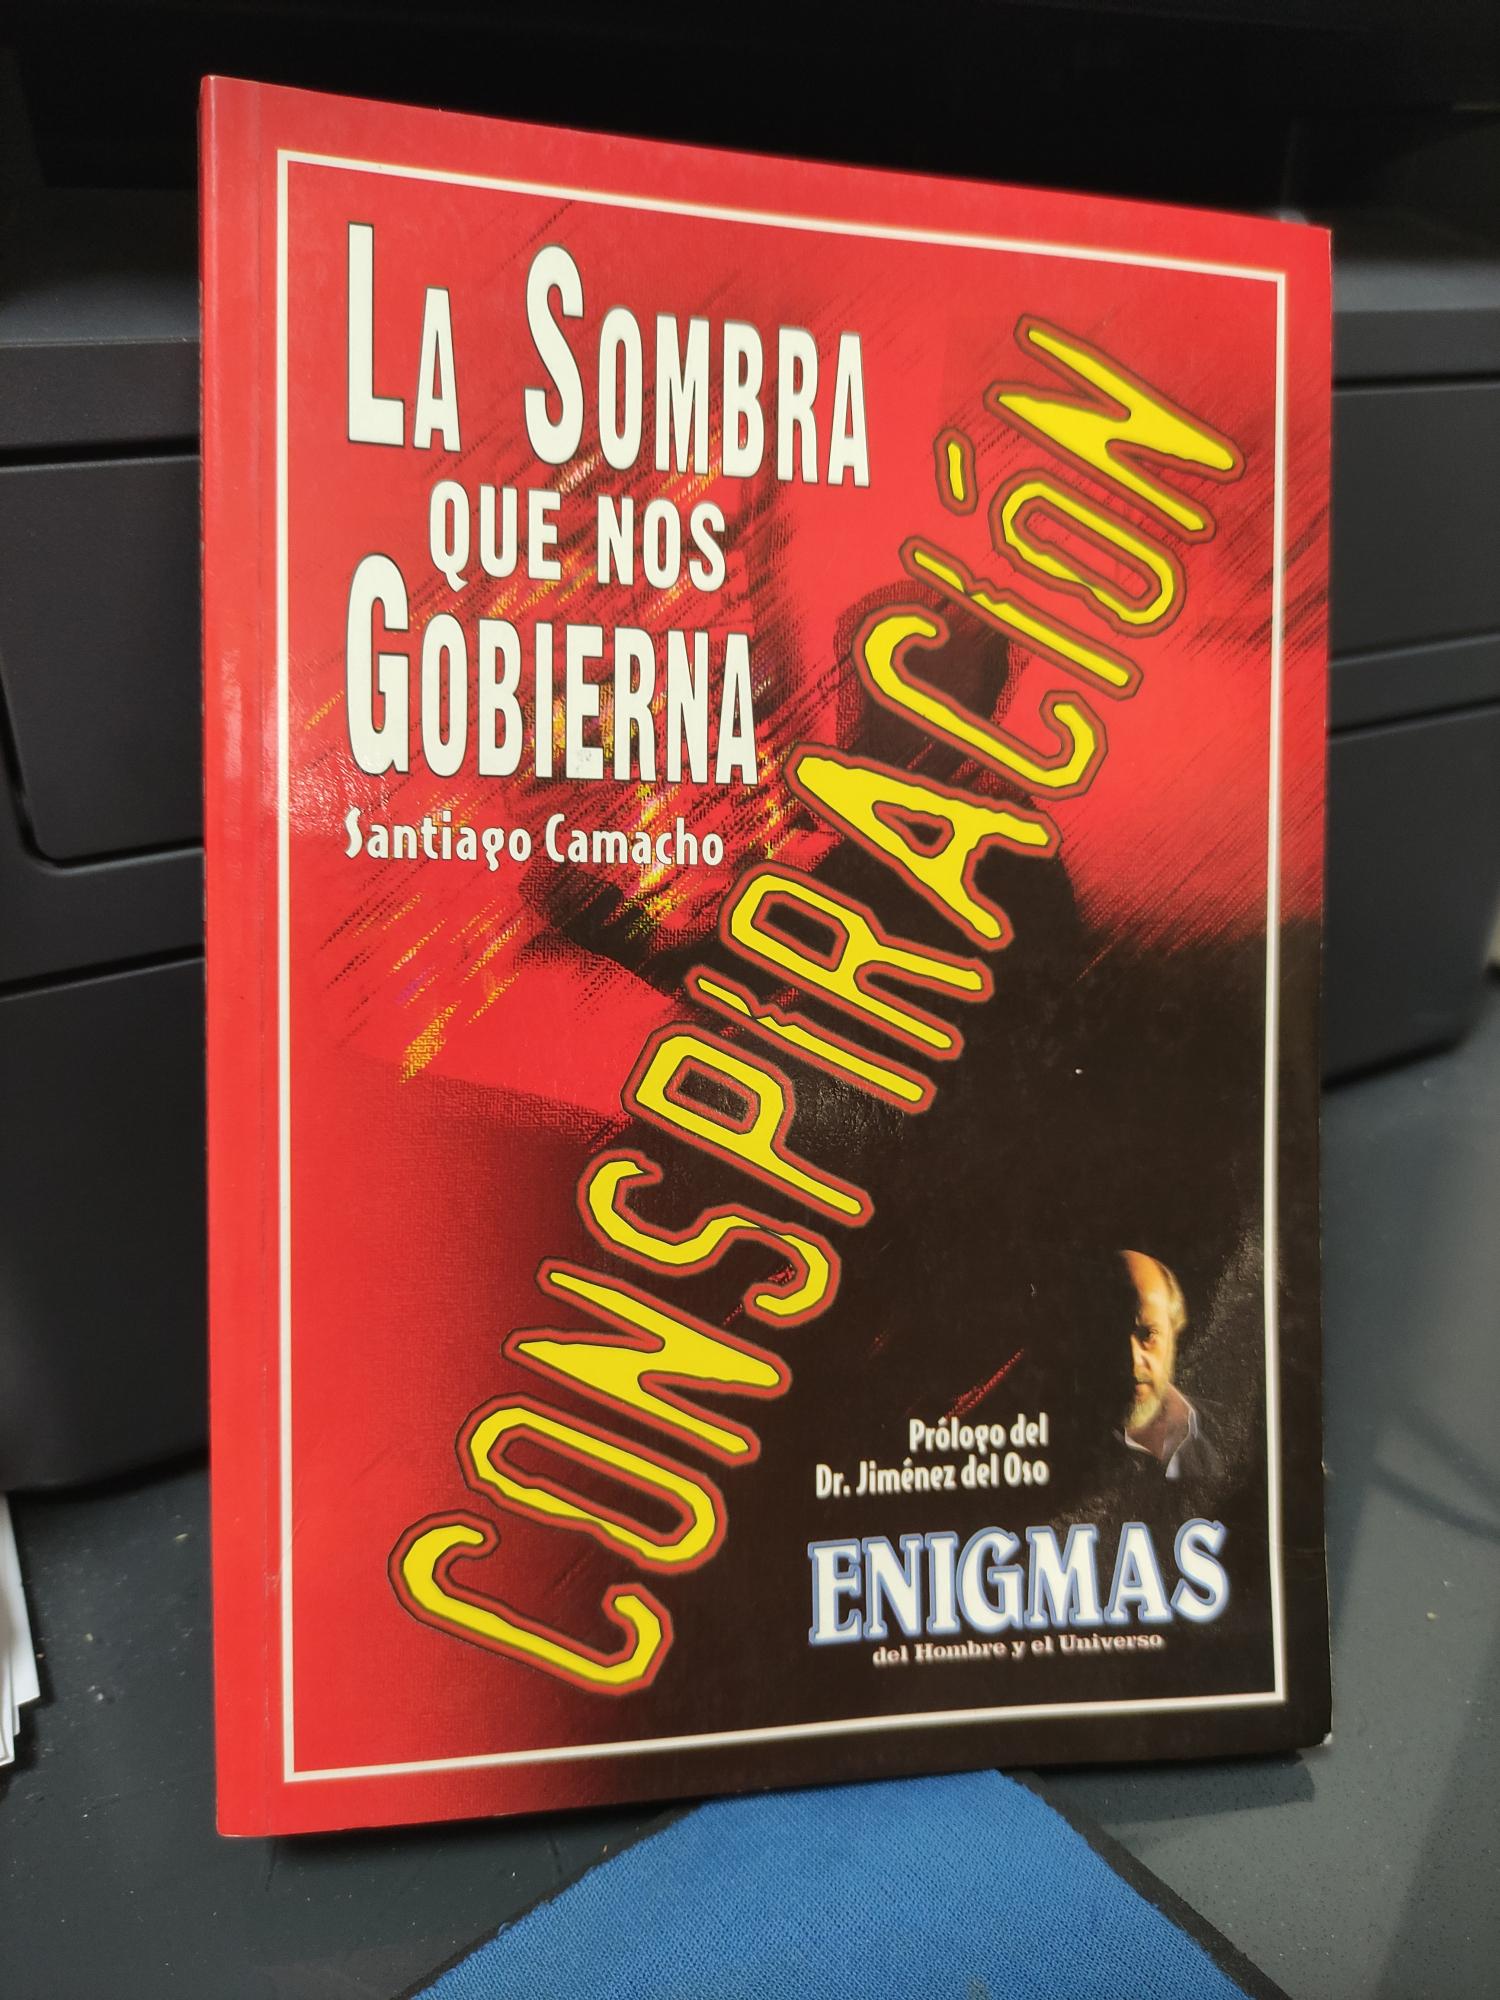 LA SOMBRA
QUE NOS
GOBIERNA
Santiago Camacho
CONSPIRACIÓN
Prólogo del
Dr. Jiménez del Oso
ENIGMAS
del Hombre y el Universo